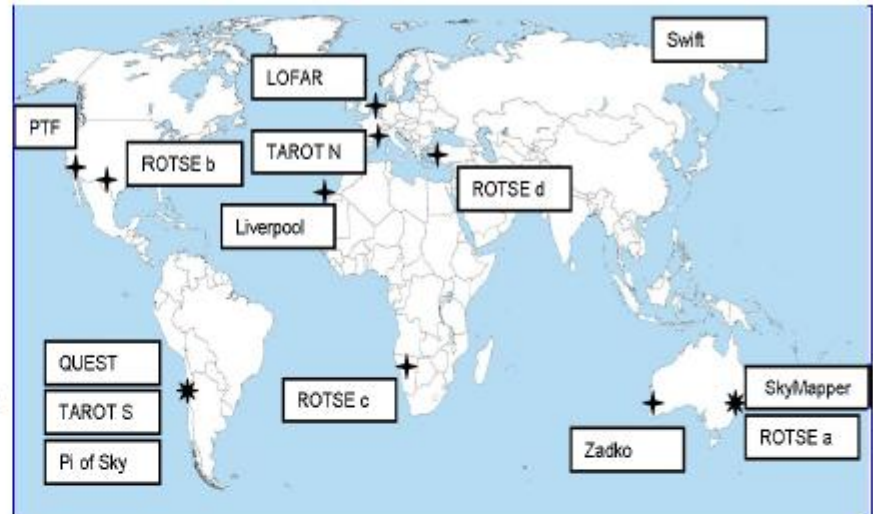 Swift
LOFAR
PTF
ROTSE b
TAROT N
ROTSE d
Liverpool
QUEST
TAROT S
Pi of Sky
ROTSE c
SkyMapper
ROTSE a
Zadko